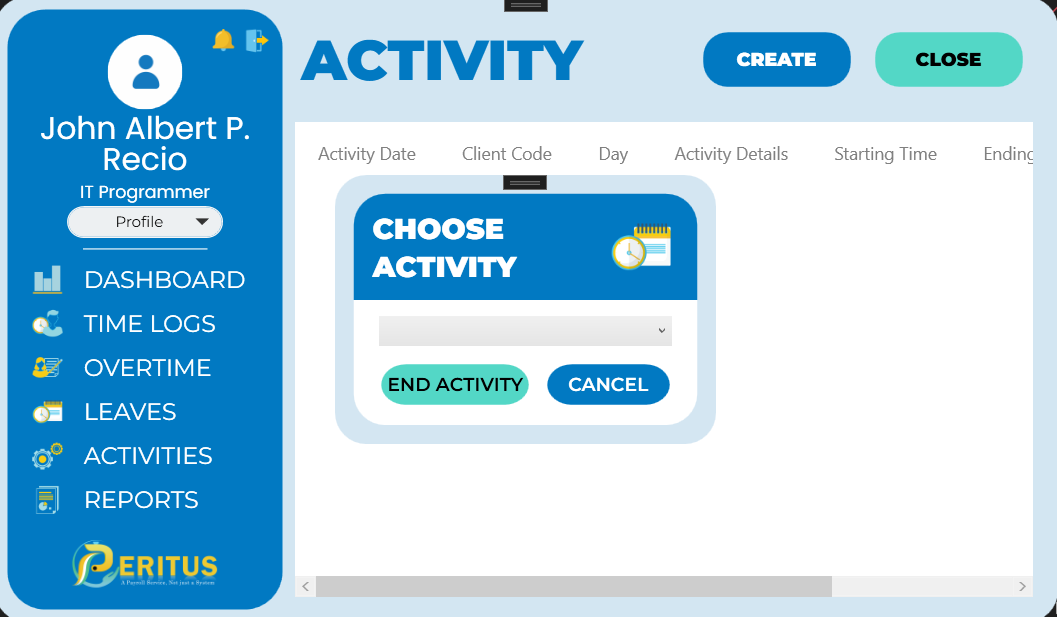 John Albert P.
Recio
IT Programmer
Profile
DASHBOARD
TIME LOGS
OVERTIME
LEAVES
ACTIVITIES
REPORTS
PERITUS
A Payroll Service, Not just a System
ACTIVITY
CREATE
CLOSE
Activity Date Client Code Day Activity Details Starting Time Ending
CHOOSE
ACTIVITY
END ACTIVITY
CANCEL